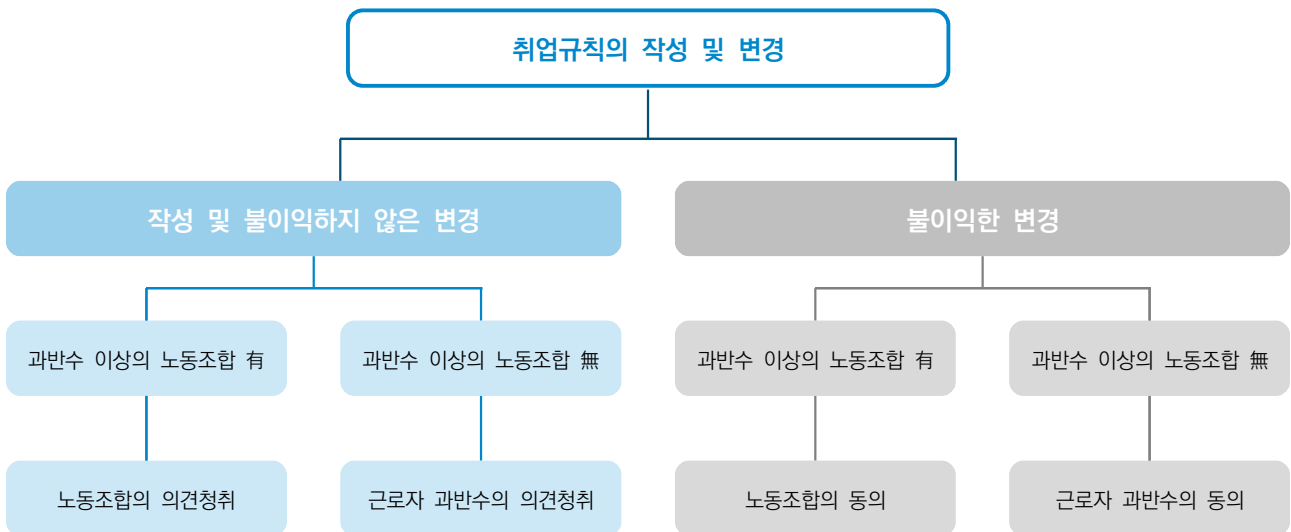 취업규칙의 작성 및 변경
작성 및 불이익하지 않은 변경
불이익한 변경
과반수 이상의 노동조합 有
과반수 이상의 노동조합 無
과반수 이상의 노동조합 有
과반수 이상의 노동조합 無
노동조합의 의견청취
근로자 과반수의 의견청취
노동조합의 동의
근로자 과반수의 동의